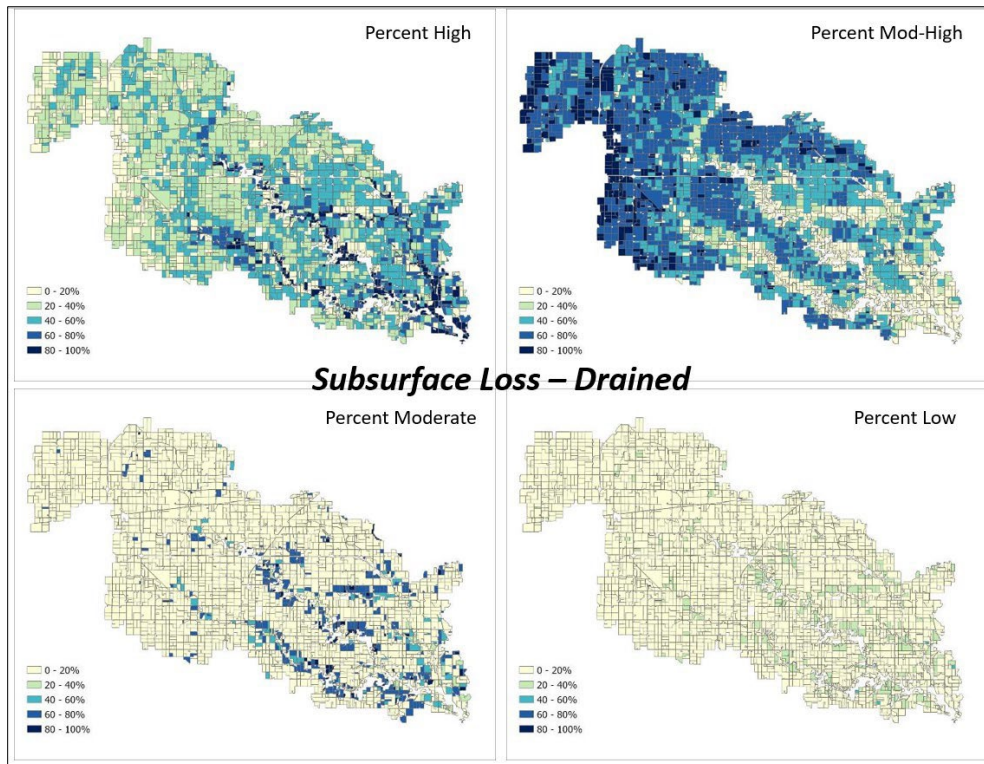 Percent High
0 - 20%
20 - 40%
40 - 60%
60 - 80%
80 - 100%
Percent Mod-High
0 - 20%
20 - 40%
40 - 60%
60 - 80%
80 - 100%
Subsurface Loss – Drained
Percent Moderate
0 - 20%
20 - 40%
40 - 60%
60 - 80%
80 - 100%
Percent Low
0 - 20%
20 - 40%
40 - 60%
60 - 80%
80 - 100%